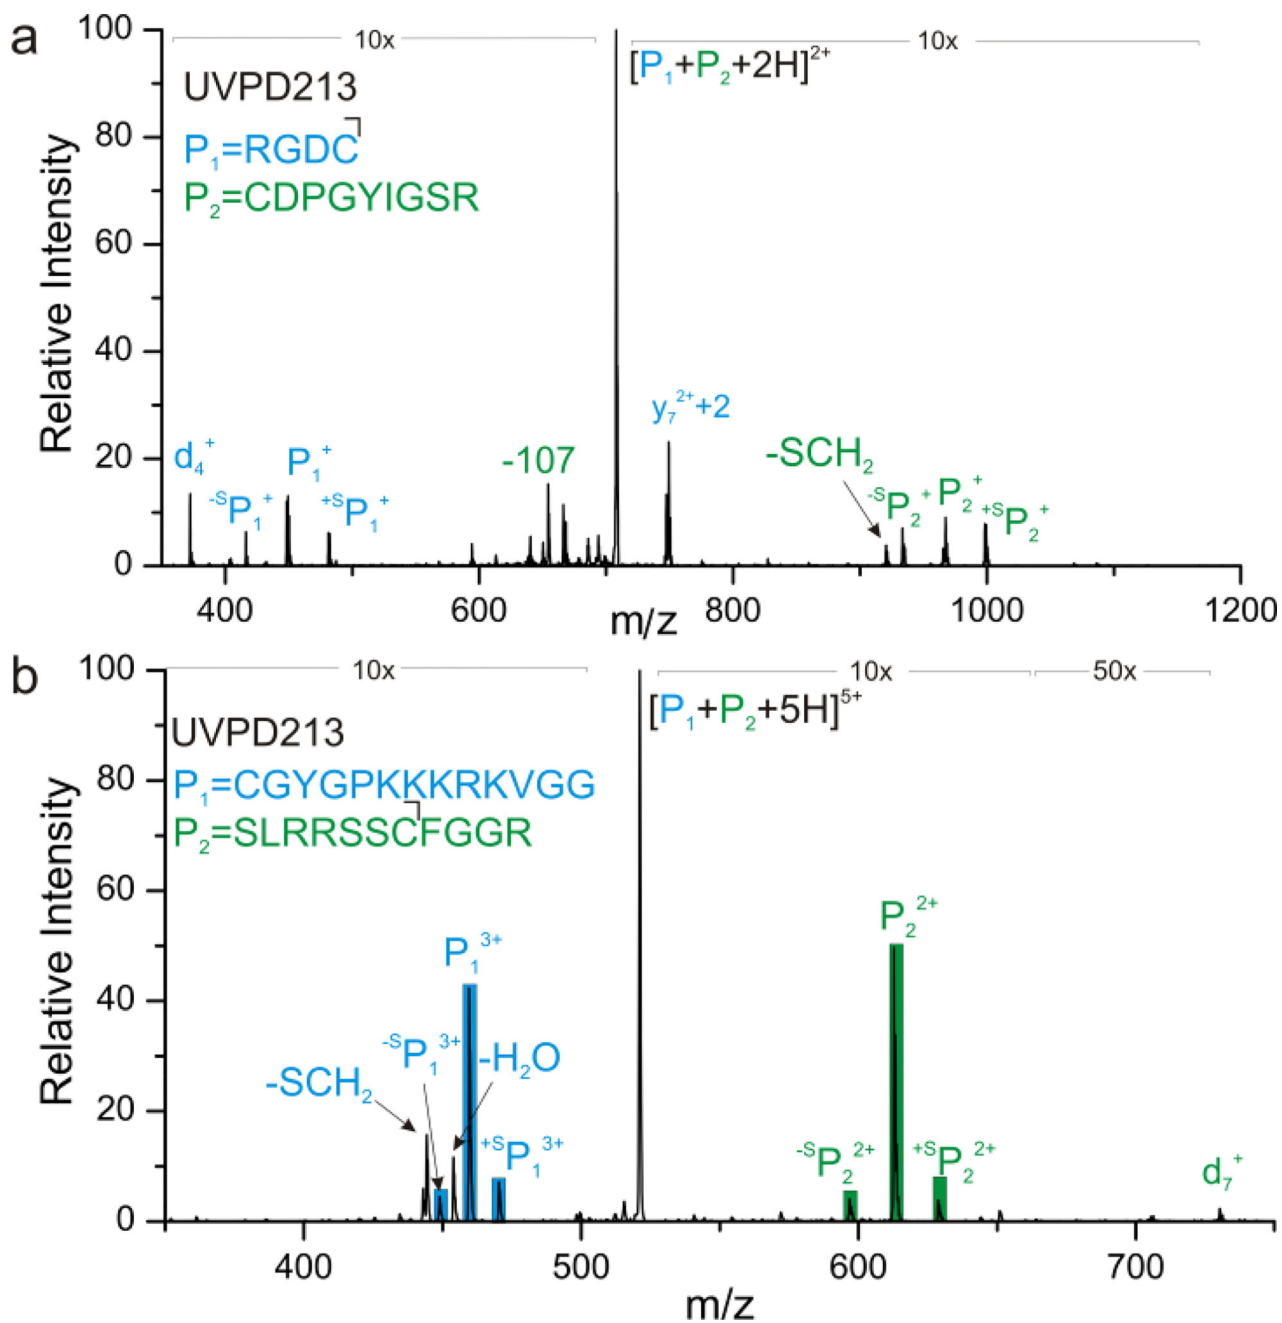 a
10x
10x
UVPD213
[P₁+P₂+2H]²⁺
P₁=RGDC
P₂=CDPGYIGSR
d₄⁺
⁻ˢP₁⁺
P₁⁺
⁺ˢP₁⁺
-107
y₇²⁺+2
-SCH₂
⁻ˢP₂⁺
P₂⁺
⁺ˢP₂⁺
Relative Intensity
100
80
60
40
20
0
400
600
800
1000
1200
m/z
b
10x
10x
50x
UVPD213
[P₁+P₂+5H]⁵⁺
P₁=CGYGPKKKRKVGG
P₂=SLRRSSCFGGR
P₁³⁺
-SCH₂
⁻ˢP₁³⁺
-H₂O
⁺ˢP₁³⁺
P₂²⁺
⁻ˢP₂²⁺
⁺ˢP₂²⁺
d₇⁺
Relative Intensity
100
80
60
40
20
0
400
500
600
700
m/z